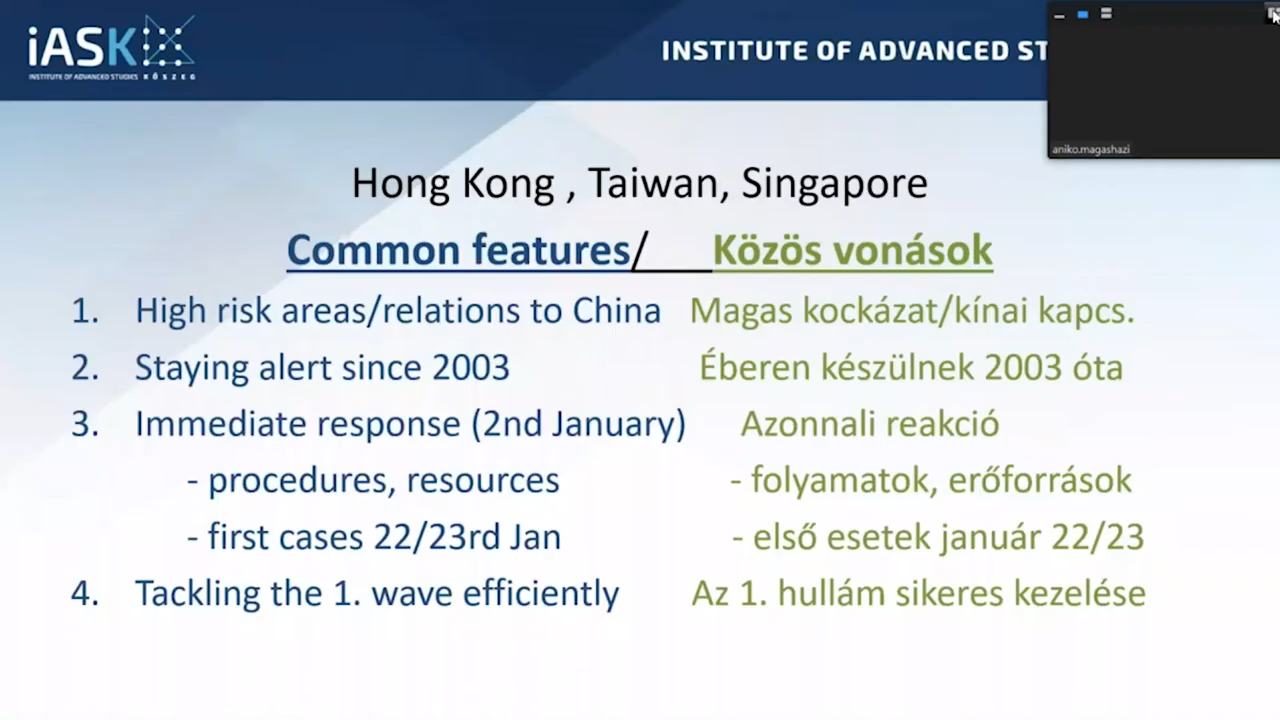 iASK
INSTITUTE OF ADVANCED STUDIES KŐSZEG
INSTITUTE OF ADVANCED
aniko.magashazi
Hong Kong , Taiwan, Singapore
Common features/ Közös vonások
1. High risk areas/relations to China Magas kockázat/kínai kapcs.
2. Staying alert since 2003 Éberen készülnek 2003 óta
3. Immediate response (2nd January) Azonnali reakció
- procedures, resources - folyamatok, erőforrások
- first cases 22/23rd Jan - első esetek január 22/23
4. Tackling the 1. wave efficiently Az 1. hullám sikeres kezelése